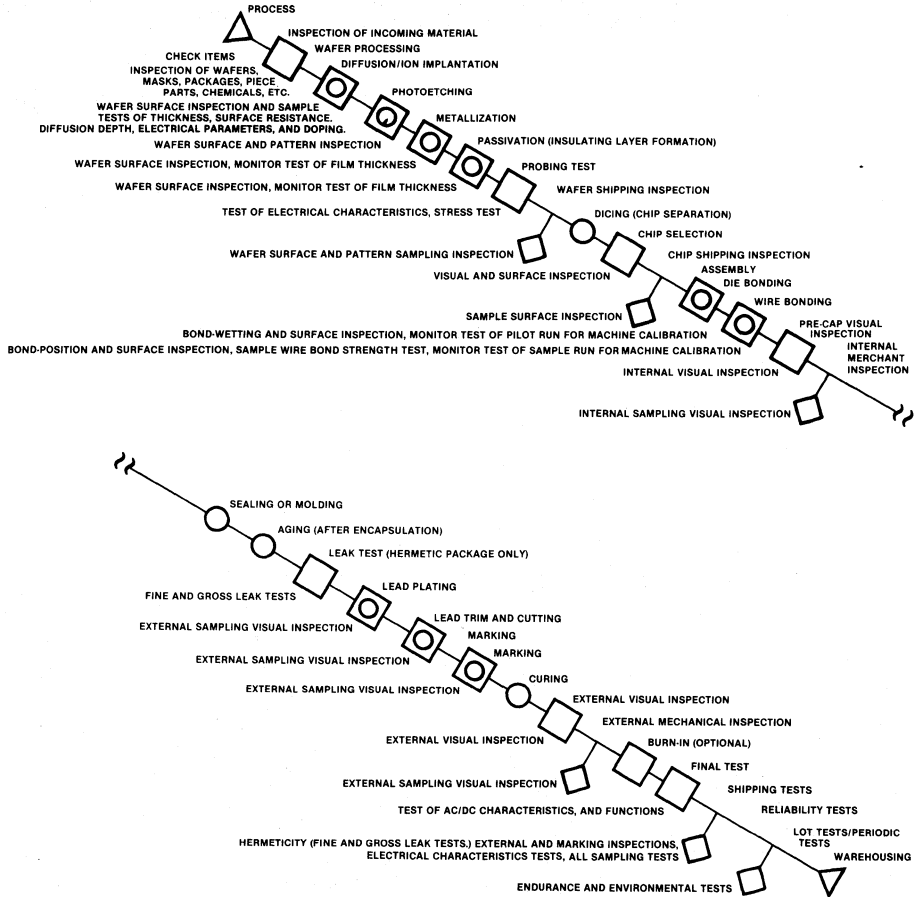 PROCESS
INSPECTION OF INCOMING MATERIAL
WAFER PROCESSING
CHECK ITEMS
DIFFUSION/ION IMPLANTATION
INSPECTION OF WAFERS,
MASKS, PACKAGES, PIECE
PARTS, CHEMICALS, ETC.
PHOTOETCHING
WAFER SURFACE INSPECTION AND SAMPLE
TESTS OF THICKNESS, SURFACE RESISTANCE.
DIFFUSION DEPTH, ELECTRICAL PARAMETERS, AND DOPING.
METALLIZATION
WAFER SURFACE AND PATTERN INSPECTION
PASSIVATION (INSULATING LAYER FORMATION)
WAFER SURFACE INSPECTION, MONITOR TEST OF FILM THICKNESS
PROBING TEST
WAFER SURFACE INSPECTION, MONITOR TEST OF FILM THICKNESS
WAFER SHIPPING INSPECTION
TEST OF ELECTRICAL CHARACTERISTICS, STRESS TEST
DICING (CHIP SEPARATION)
CHIP SELECTION
WAFER SURFACE AND PATTERN SAMPLING INSPECTION
CHIP SHIPPING INSPECTION
VISUAL AND SURFACE INSPECTION
ASSEMBLY
DIE BONDING
WIRE BONDING
SAMPLE SURFACE INSPECTION
PRE-CAP VISUAL
INSPECTION
BOND-WETTING AND SURFACE INSPECTION, MONITOR TEST OF PILOT RUN FOR MACHINE CALIBRATION
INTERNAL
MERCHANT
INSPECTION
BOND-POSITION AND SURFACE INSPECTION, SAMPLE WIRE BOND STRENGTH TEST, MONITOR TEST OF SAMPLE RUN FOR MACHINE CALIBRATION
INTERNAL VISUAL INSPECTION
INTERNAL SAMPLING VISUAL INSPECTION
SEALING OR MOLDING
AGING (AFTER ENCAPSULATION)
LEAK TEST (HERMETIC PACKAGE ONLY)
LEAD PLATING
FINE AND GROSS LEAK TESTS
LEAD TRIM AND CUTTING
EXTERNAL SAMPLING VISUAL INSPECTION
MARKING
MARKING
EXTERNAL SAMPLING VISUAL INSPECTION
CURING
EXTERNAL SAMPLING VISUAL INSPECTION
EXTERNAL VISUAL INSPECTION
EXTERNAL MECHANICAL INSPECTION
EXTERNAL VISUAL INSPECTION
BURN-IN (OPTIONAL)
FINAL TEST
EXTERNAL SAMPLING VISUAL INSPECTION
SHIPPING TESTS
TEST OF AC/DC CHARACTERISTICS, AND FUNCTIONS
RELIABILITY TESTS
LOT TESTS/PERIODIC
TESTS
HERMETICITY (FINE AND GROSS LEAK TESTS.) EXTERNAL AND MARKING INSPECTIONS,
ELECTRICAL CHARACTERISTICS TESTS, ALL SAMPLING TESTS
WAREHOUSING
ENDURANCE AND ENVIRONMENTAL TESTS